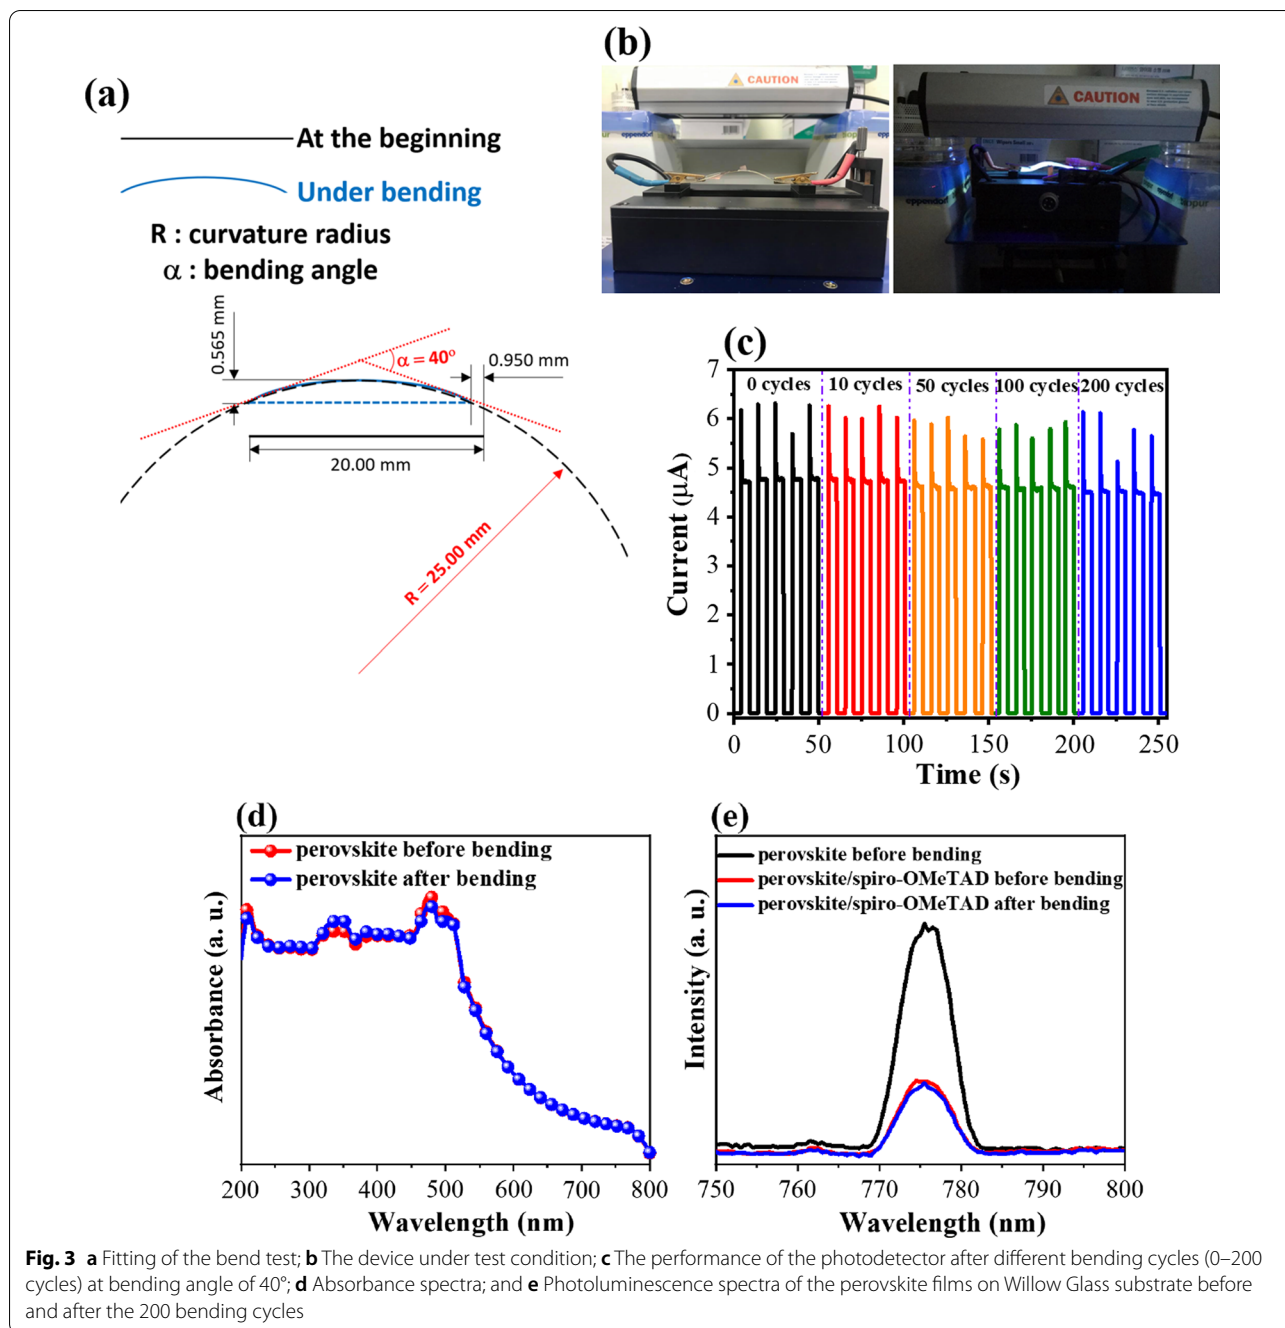 (a)
At the beginning
Under bending
R : curvature radius
α : bending angle
0.565 mm
α = 40°
0.950 mm
20.00 mm
R = 25.00 mm
(b)
CAUTION
eppendorf
CAUTION
eppendorf
(c)
7
6
5
4
3
2
1
0
Current (μA)
0 cycles
10 cycles
50 cycles
100 cycles
200 cycles
0
50
100
150
200
250
Time (s)
(d)
perovskite before bending
perovskite after bending
Absorbance (a. u.)
200
300
400
500
600
700
800
Wavelength (nm)
(e)
perovskite before bending
perovskite/spiro-OMeTAD before bending
perovskite/spiro-OMeTAD after bending
Intensity (a. u.)
750
760
770
780
790
800
Wavelength (nm)
Fig. 3 a Fitting of the bend test; b The device under test condition; c The performance of the photodetector after different bending cycles (0–200
cycles) at bending angle of 40°; d Absorbance spectra; and e Photoluminescence spectra of the perovskite films on Willow Glass substrate before
and after the 200 bending cycles